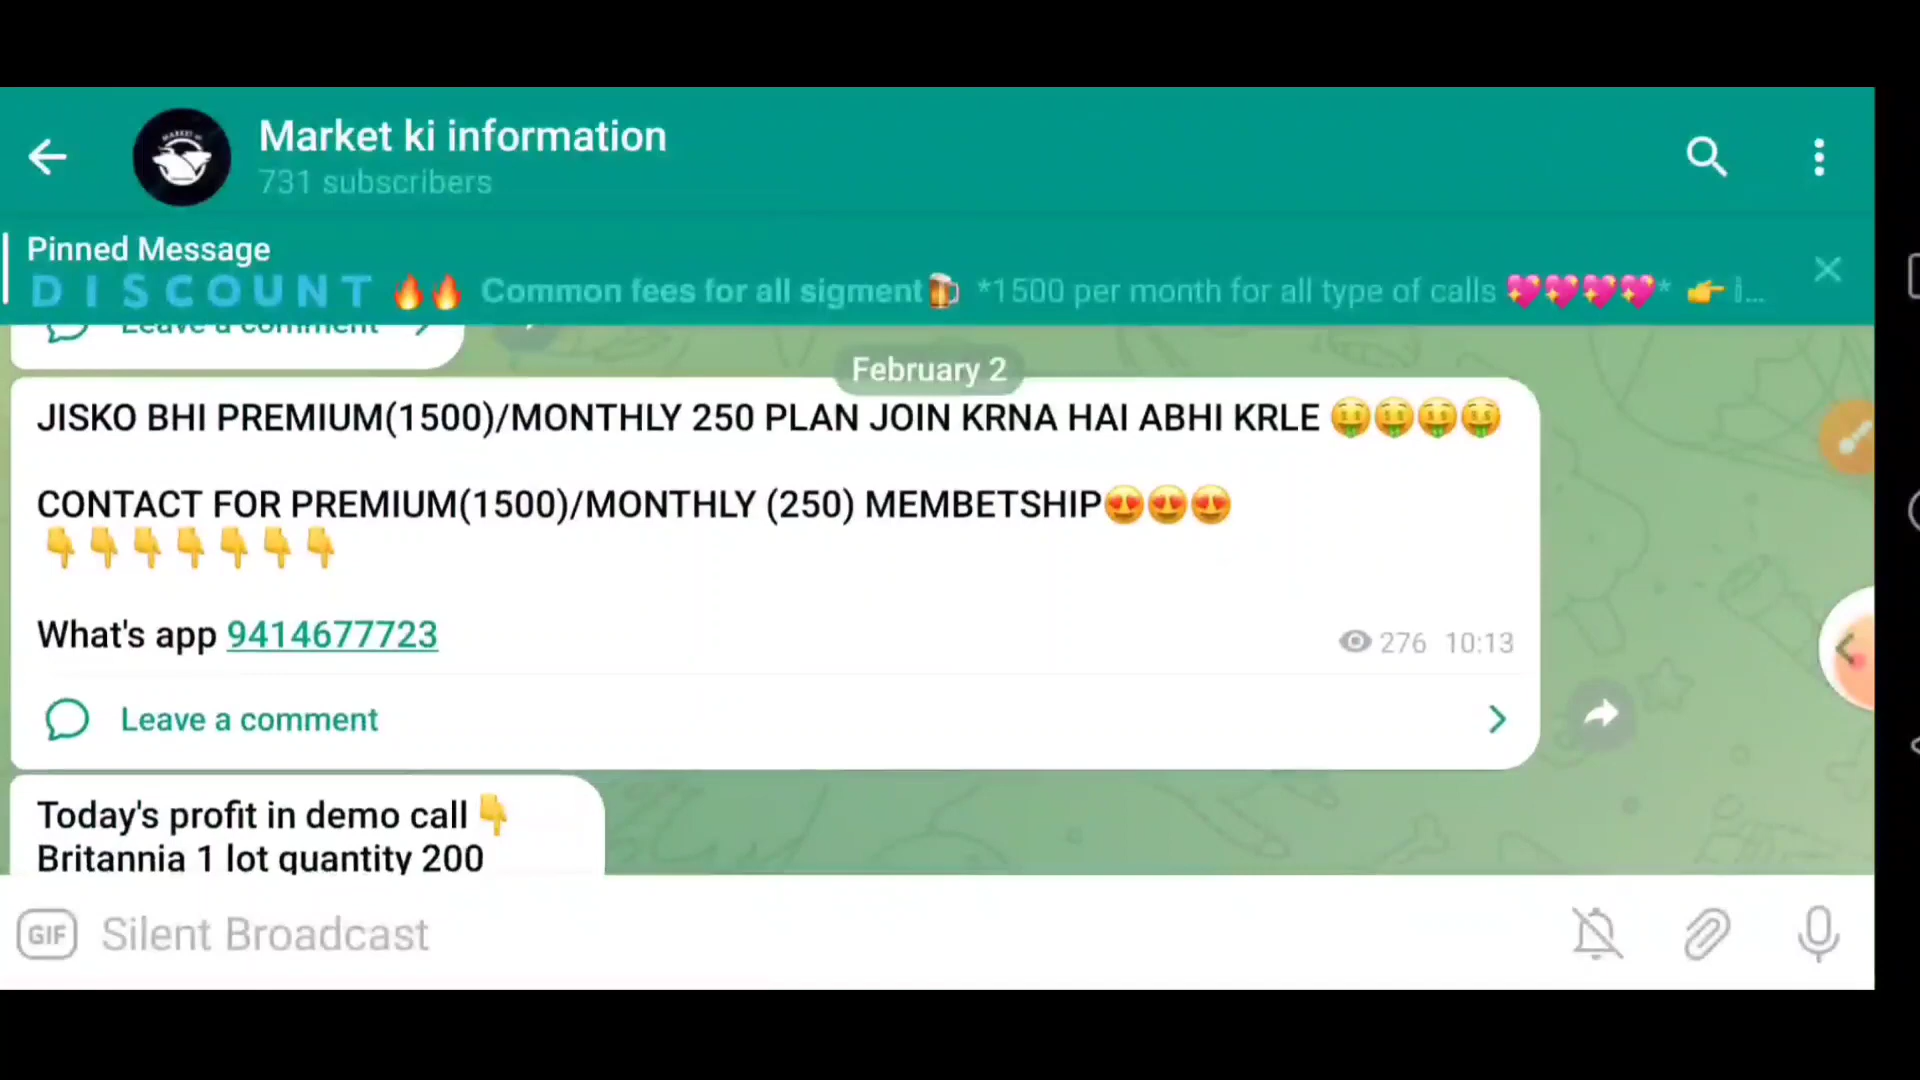 Market ki information
731 subscribers
Pinned Message
DISCOUNT 🔥🔥 Common fees for all sigment🍺 *1500 per month for all type of calls 💖💖💖💖* 👉 i...
Leave a comment
February 2
JISKO BHI PREMIUM(1500)/MONTHLY 250 PLAN JOIN KRNA HAI ABHI KRLE 🤑🤑🤑🤑
CONTACT FOR PREMIUM(1500)/MONTHLY (250) MEMBETSHIP😍😍😍
👇👇👇👇👇👇👇
What's app 9414677723
276 10:13
Leave a comment
Today's profit in demo call 👇
Britannia 1 lot quantity 200
GIF Silent Broadcast